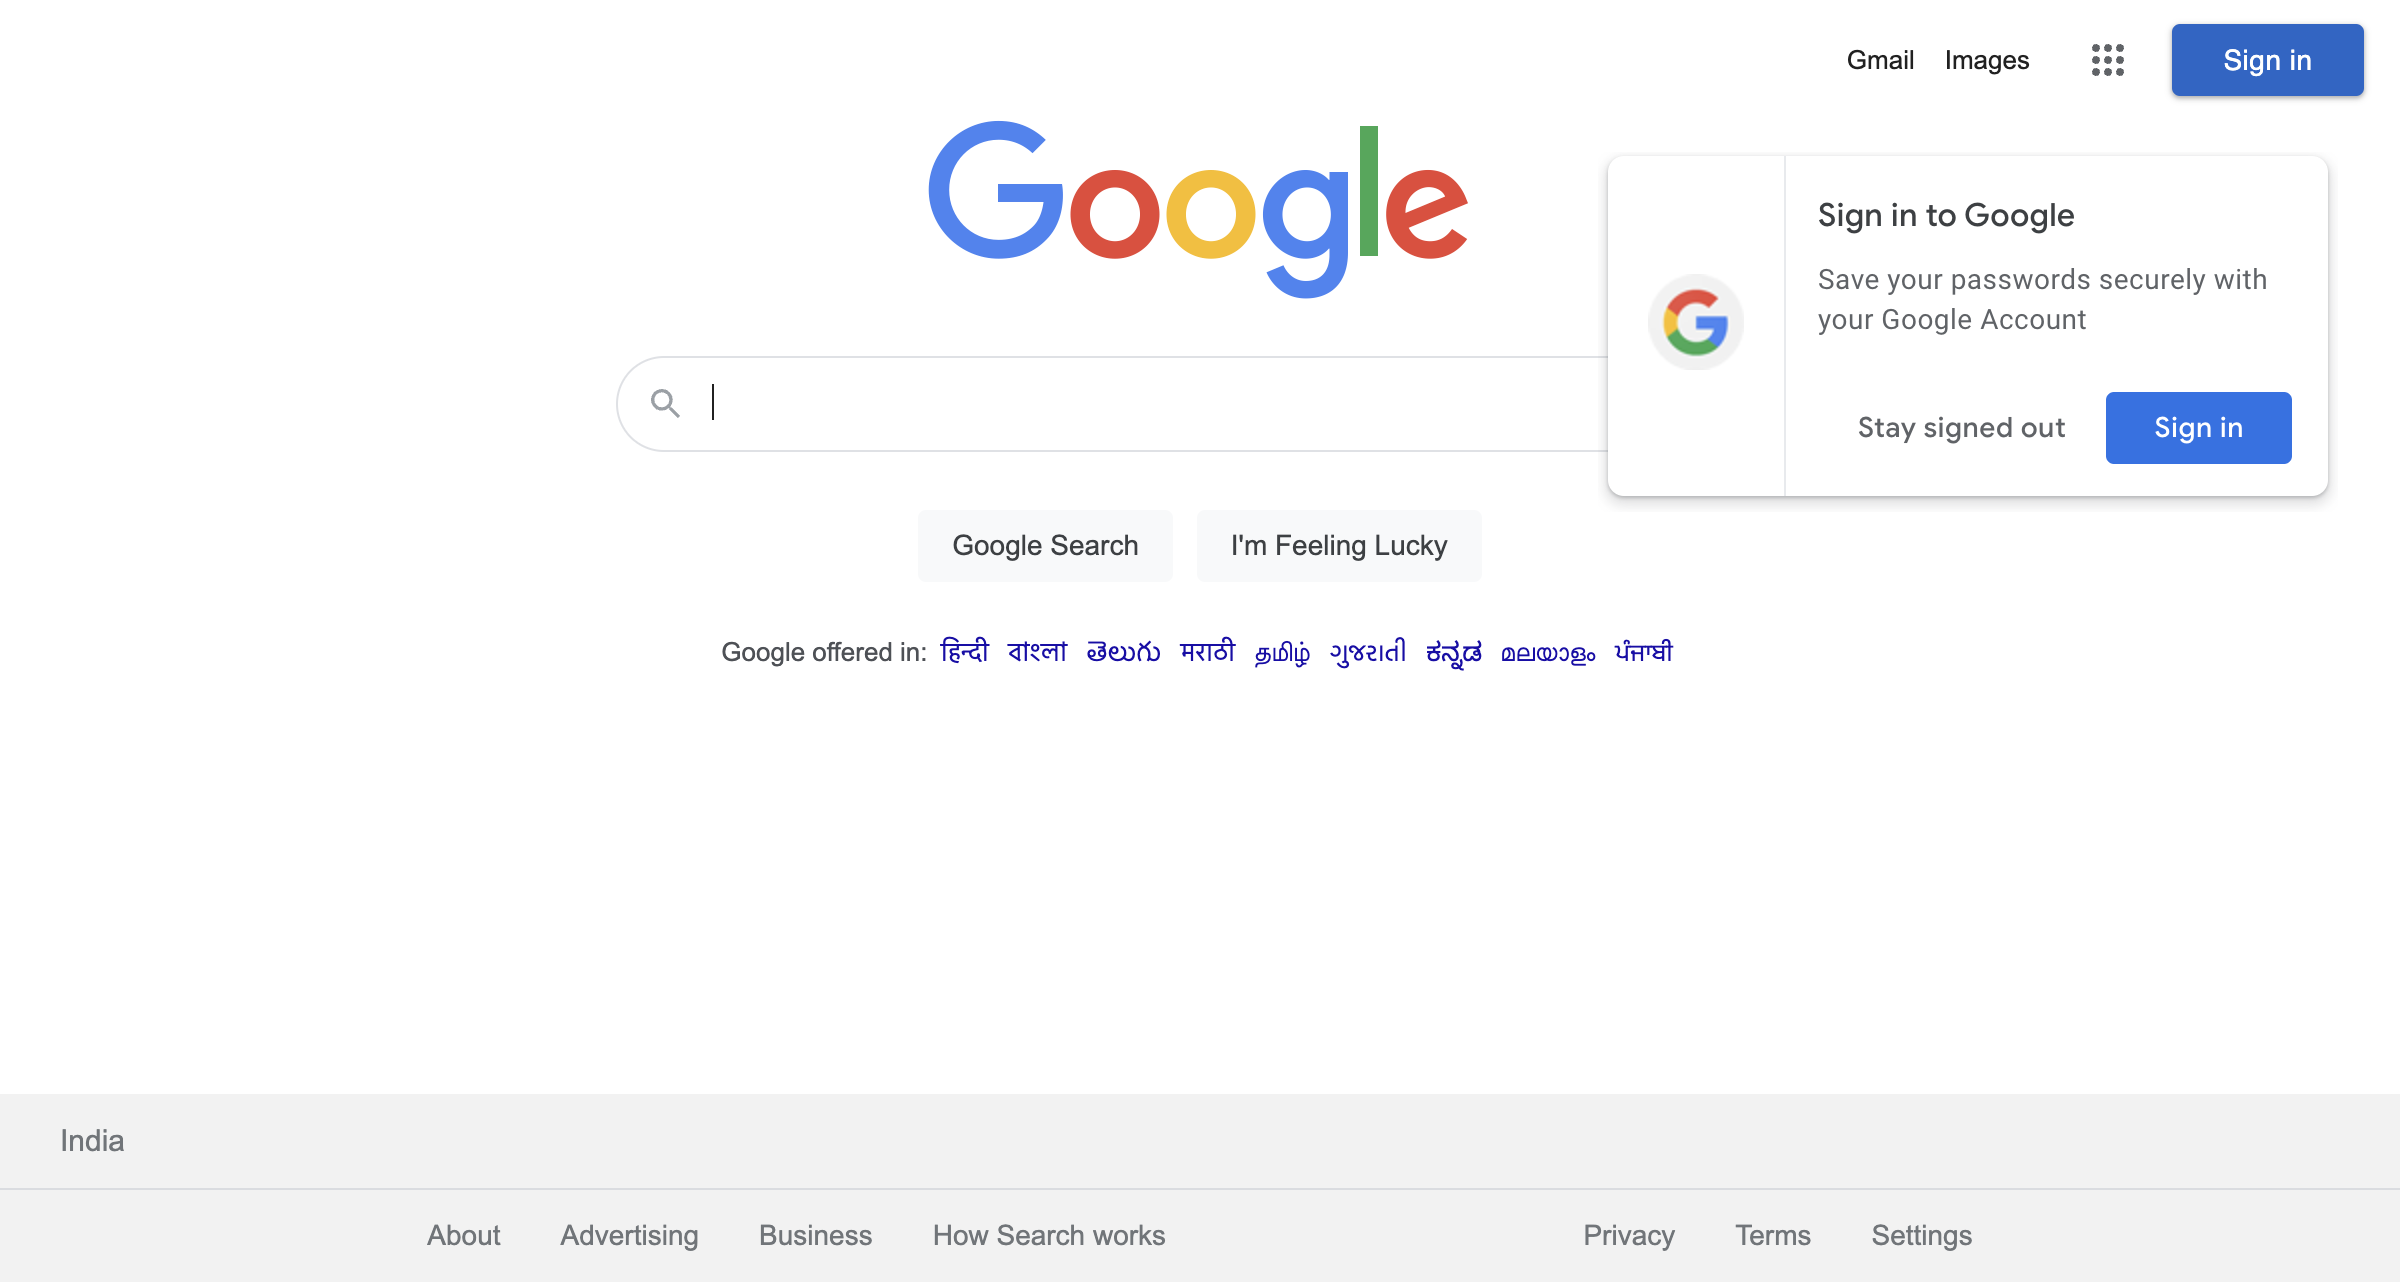 Gmail Images Sign in
Google
Sign in to Google
Save your passwords securely with
your Google Account
Stay signed out Sign in
Google Search I'm Feeling Lucky
Google offered in: हिन्दी বাংলা తెలుగు मराठी தமிழ் ગુજરાતી ಕನ್ನಡ മലയാളം ਪੰਜਾਬੀ
India
About Advertising Business How Search works Privacy Terms Settings